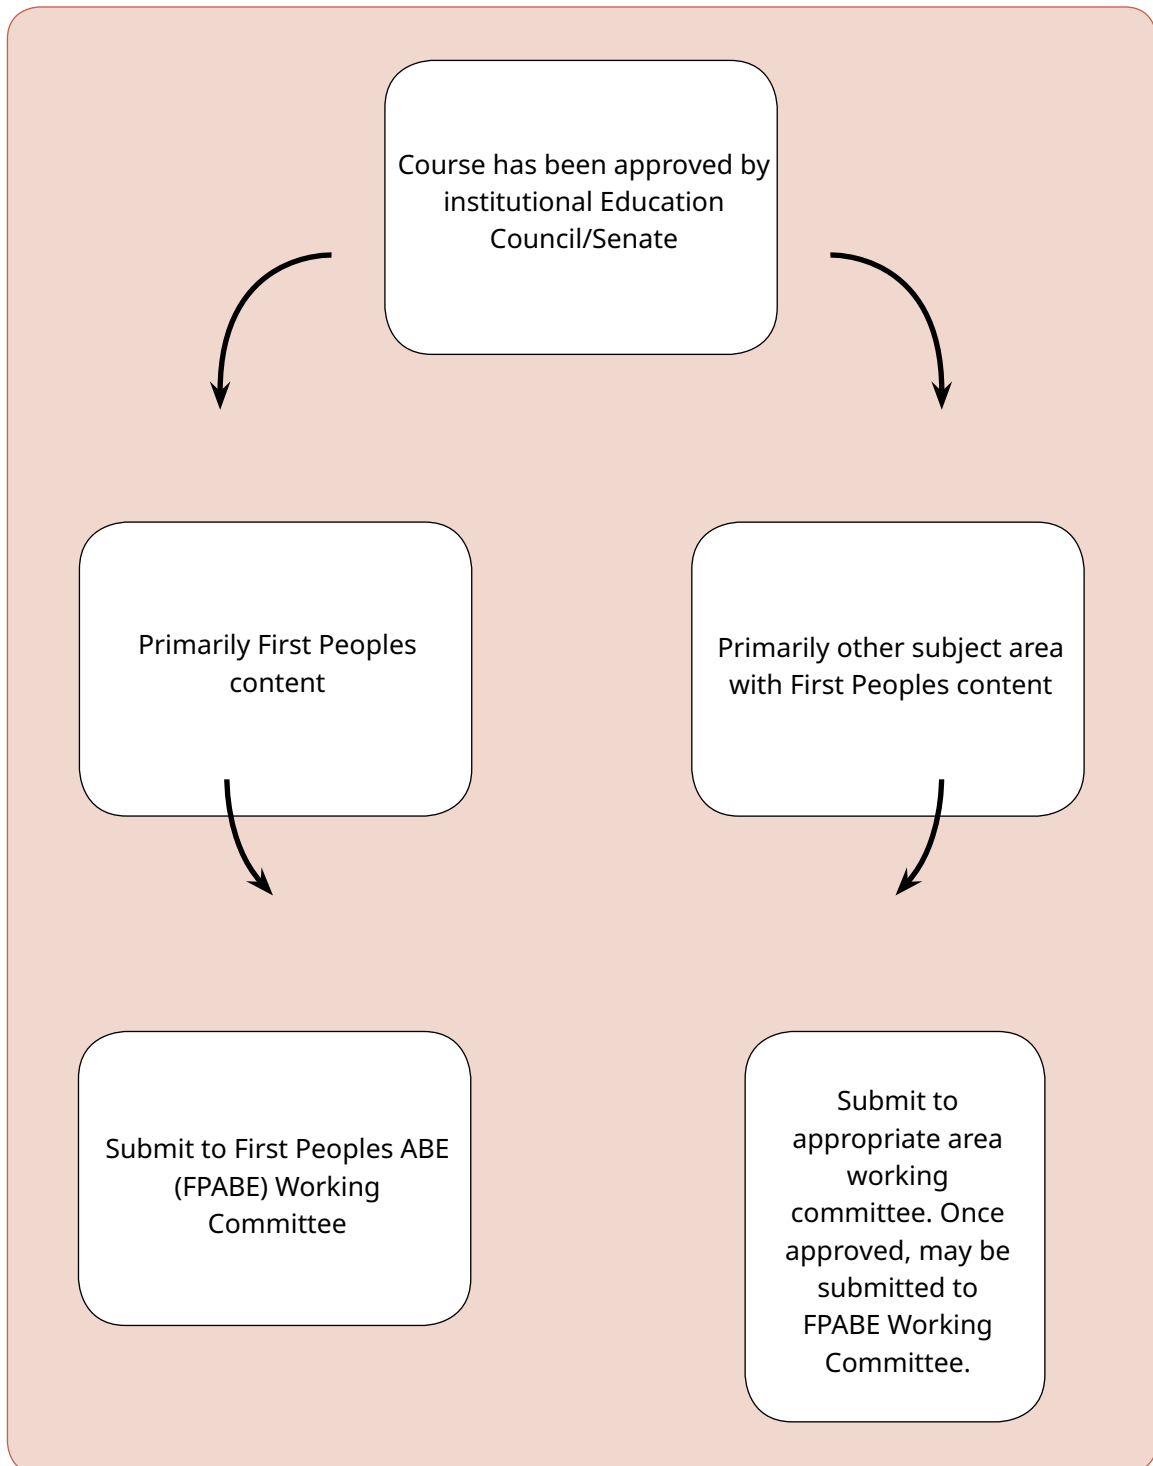 Course has been approved by
institutional Education
Council/Senate
Primarily First Peoples
content
Primarily other subject area
with First Peoples content
Submit to First Peoples ABE
(FPABE) Working
Committee
Submit to
appropriate area
working
committee. Once
approved, may be
submitted to
FPABE Working
Committee.